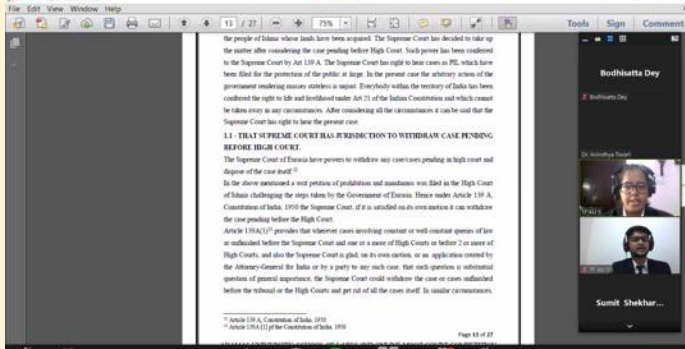 File Edit View Window Help
13 / 27
75%
Tools Sign Comment
the people of Islmia whose lands have been acquired. The Supreme Court has decided to take up
the matter after considering the case pending before High Court. Such power has been conferred
to the Supreme Court by Art 139 A. The Supreme Court has right to hear cases as PIL which have
been filed for the protection of the public at large. In the present case the arbitrary action of the
government rendering masses stateless is unjust. Everybody within the territory of India has been
conferred the right to life and livelihood under Art 21 of the Indian Constitution and which cannot
be taken away in any circumstances. After considering all the circumstances it can be said that the
Supreme Court has right to hear the present case.
1.1 - THAT SUPREME COURT HAS JURISDICTION TO WITHDRAW CASE PENDING
BEFORE HIGH COURT.
The Supreme Court of Eurasia have powers to withdraw any case/cases pending in high court and
dispose of the case itself
In the above mentioned a writ petition of prohibition and mandamus was filed in the High Court
of Islmia challenging the steps taken by the Government of Eurasia. Hence under Article 139 A,
Constitution of India, 1950 the Supreme Court, if it is satisfied on its own motion it can withdraw
the case pending before the High Court.
Article 139A(1) provides that wherever cases involving constant or well constant queries of law
ar unfinished before the Supreme Court and one or a more of High Courts or before 2 or more of
High Courts, and also the Supreme Court is glad, on its own motion, or an application created by
the Attorney-General for India or by a party to any such case, that such question is substantial
question of general importance, the Supreme Court could withdraw the case or cases unfinished
before the tribunal or the High Courts and get rid of all the cases itself. In similar circumstances,
Article 139 A, Constitution of India, 1950
Article 139A (1) pf the Constitution of India, 1950
Page 13 of 27
Bodhisatta Dey
Bodhisatta Dey
Dr. Anindhya Tiwari
Sumit Shekhar...